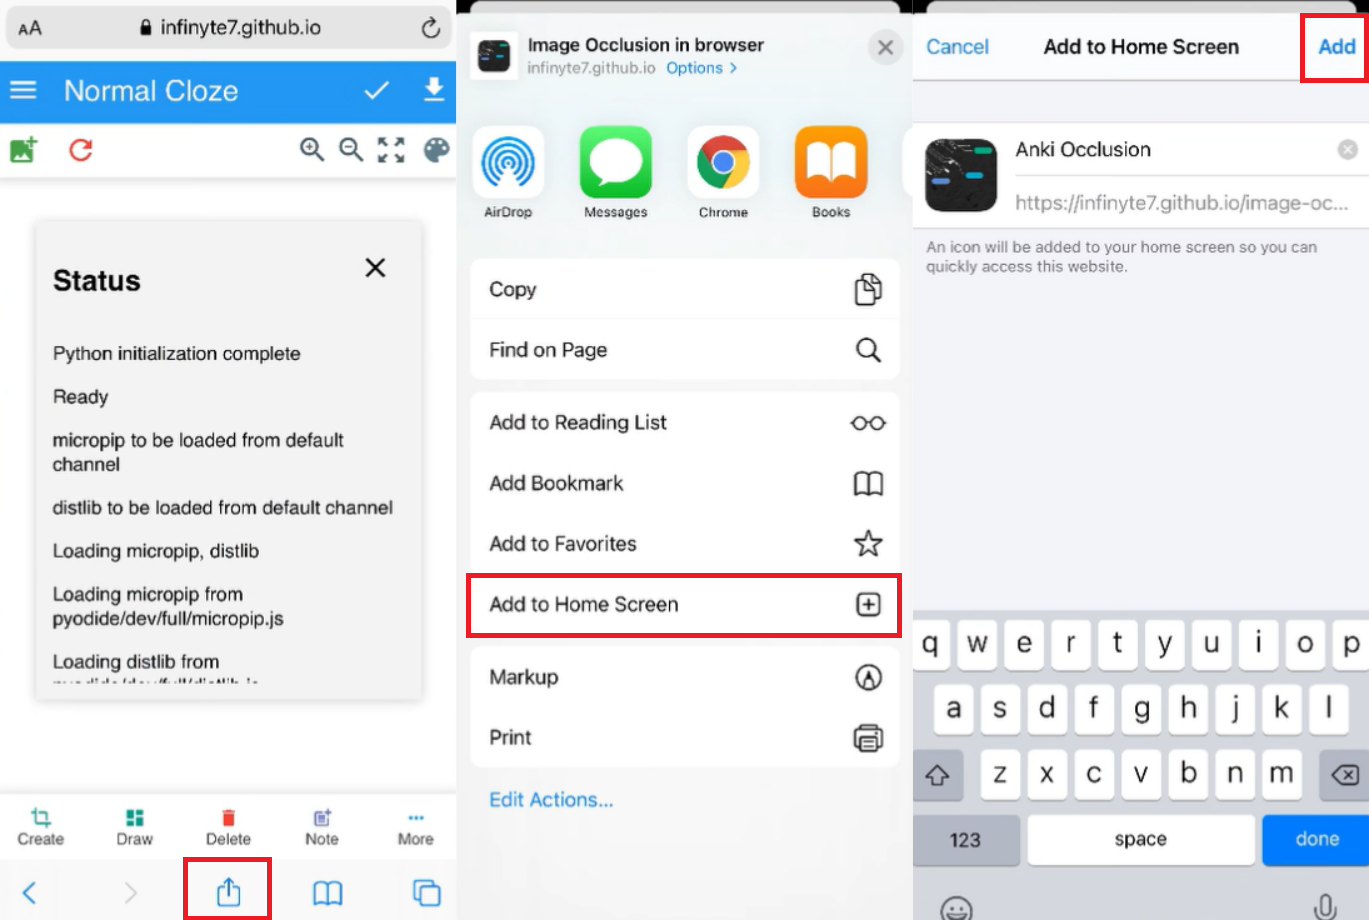 AA infinyte7.github.io
Normal Cloze
Status
Python initialization complete
Ready
micropip to be loaded from default
channel
distlib to be loaded from default channel
Loading micropip, distlib
Loading micropip from
pyodide/dev/full/micropip.js
Loading distlib from
pyodide/dev/full/distlib.js
Create Draw Delete Note More
Image Occlusion in browser
infinyte7.github.io Options >
AirDrop Messages Chrome Books
Copy
Find on Page
Add to Reading List
Add Bookmark
Add to Favorites
Add to Home Screen
Markup
Print
Edit Actions...
Cancel Add to Home Screen Add
Anki Occlusion
https://infinyte7.github.io/image-oc...
An icon will be added to your home screen so you can
quickly access this website.
q w e r t y u i o p
a s d f g h j k l
z x c v b n m
123 space done